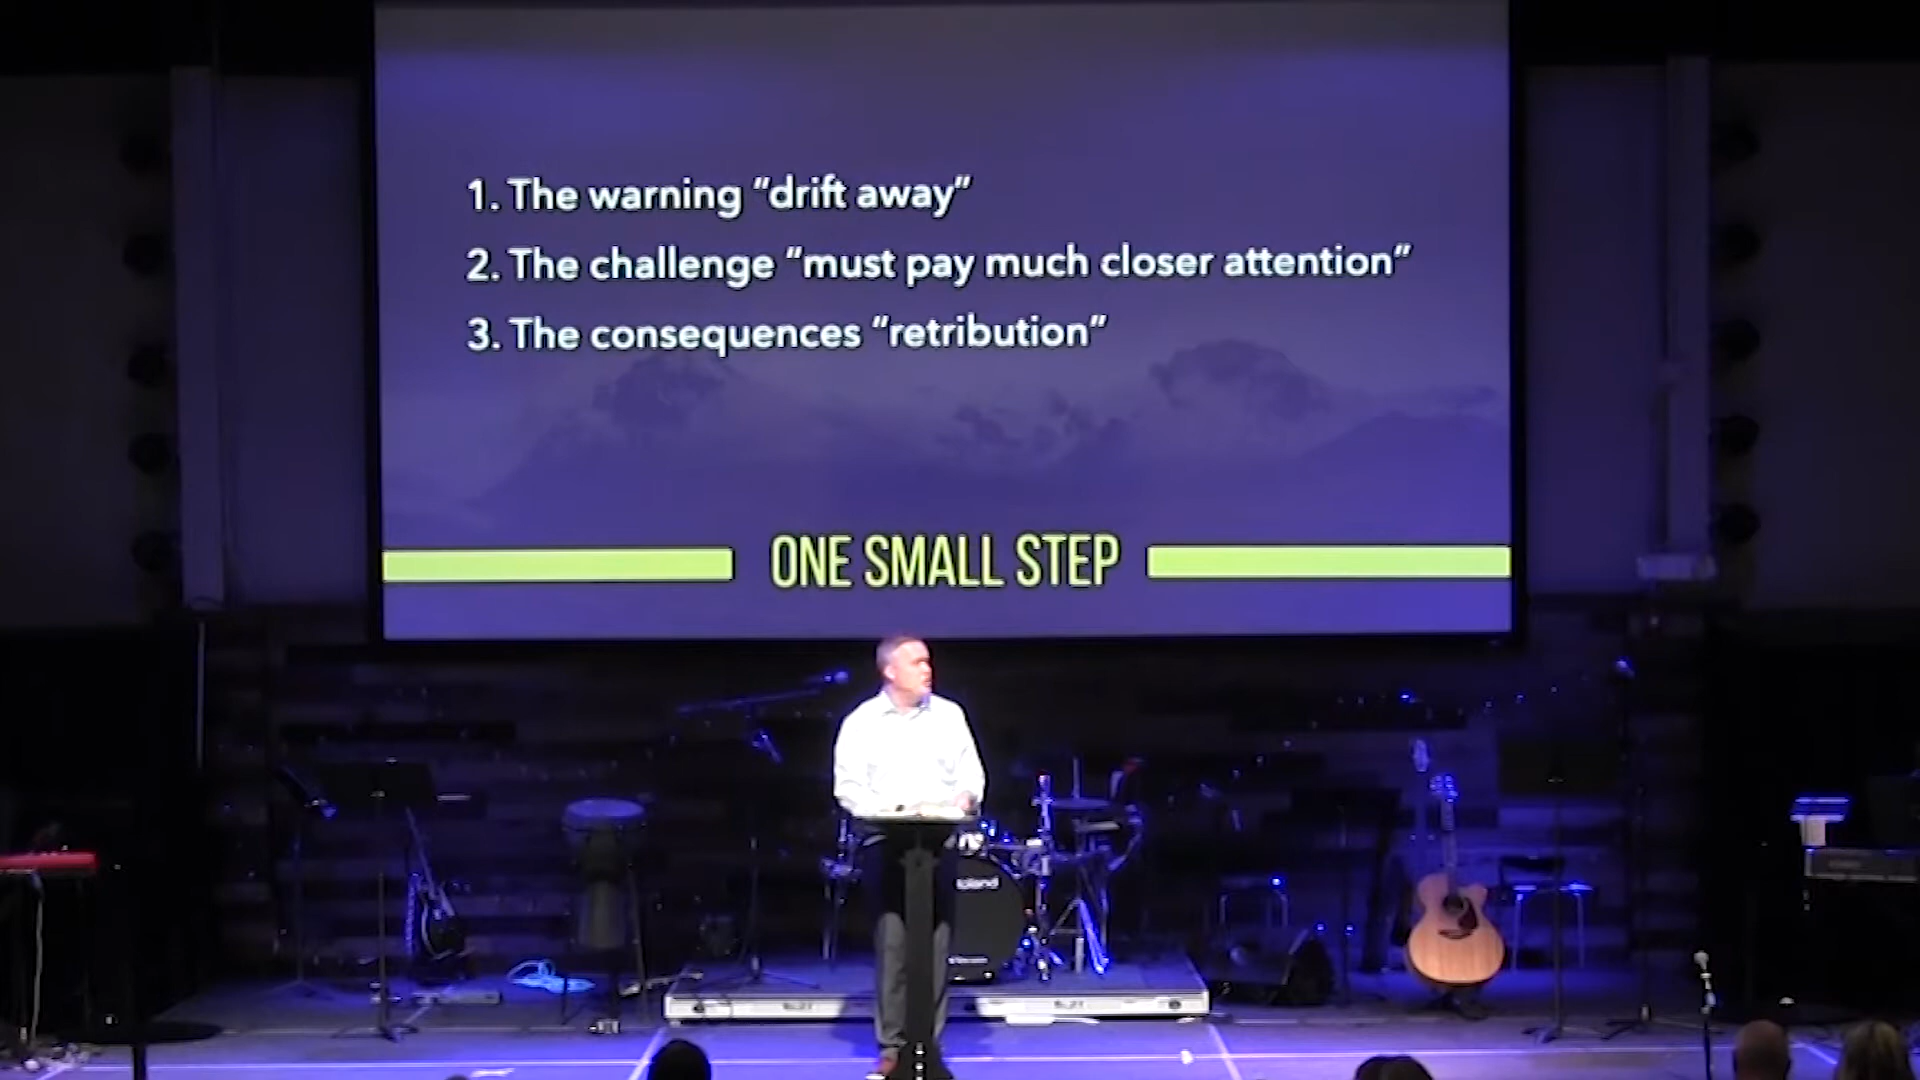 1. The warning “drift away”
2. The challenge “must pay much closer attention”
3. The consequences “retribution”
ONE SMALL STEP
Roland